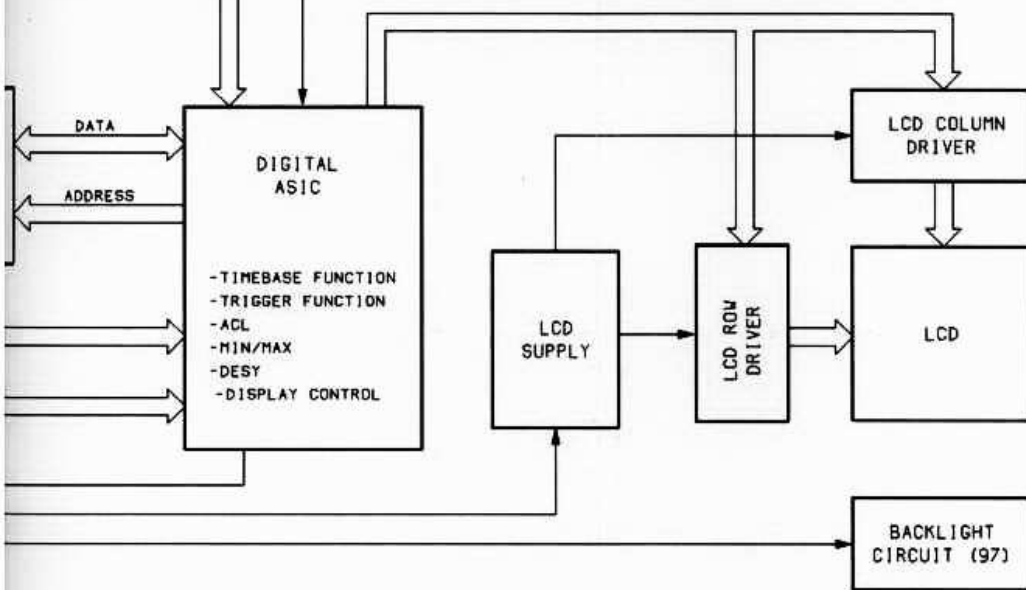 DATA
ADDRESS
DIGITAL
ASIC
-TIMEBASE FUNCTION
-TRIGGER FUNCTION
-ACL
-MIN/MAX
-DESY
-DISPLAY CONTROL
LCD
SUPPLY
LCD ROW
DRIVER
LCD COLUMN
DRIVER
LCD
BACKLIGHT
CIRCUIT (97)